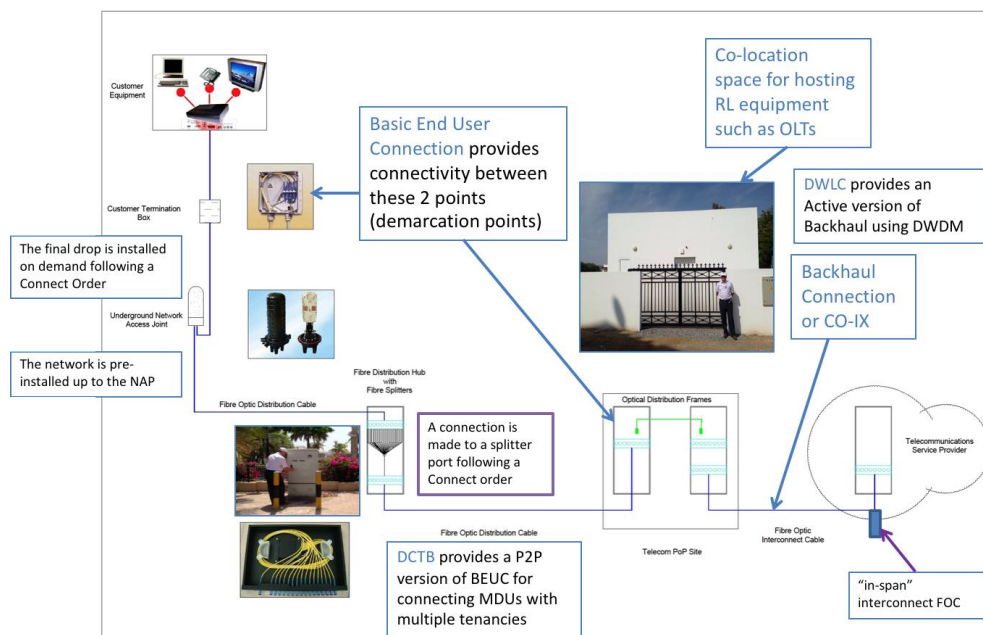 Customer
Equipment
Customer Termination
Box
The final drop is installed
on demand following a
Connect Order
Underground Network
Access Joint
The network is pre-
installed up to the NAP
Basic End User
Connection provides
connectivity between
these 2 points
(demarcation points)
Co-location
space for hosting
RL equipment
such as OLTs
DWLC provides an
Active version of
Backhaul using DWDM
Backhaul
Connection
or CO-IX
Fibre Distribution Hub
with
Fibre Splitters
Fibre Optic Distribution Cable
A connection is
made to a splitter
port following a
Connect order
Optical Distribution Frames
Telecommunications
Service Provider
Fibre Optic Distribution Cable
Fibre Optic
Interconnect Cable
Telecom PoP Site
DCTB provides a P2P
version of BEUC for
connecting MDUs with
multiple tenancies
“in-span”
interconnect FOC